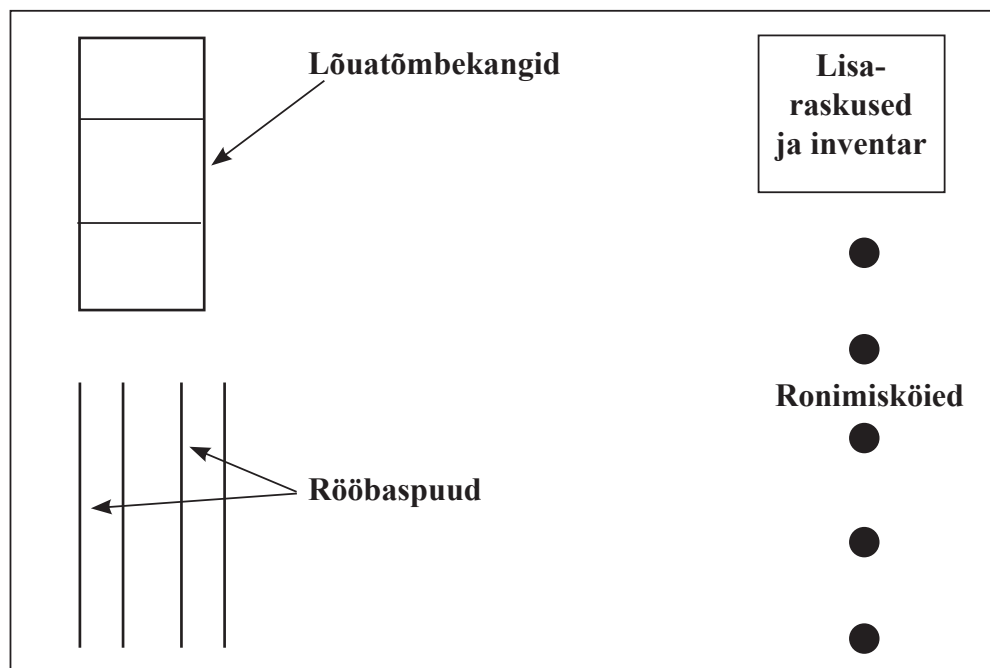 Lõuatõmbekangid
Lisa-
raskused
ja inventar
Ronimisköied
Rööbaspuud